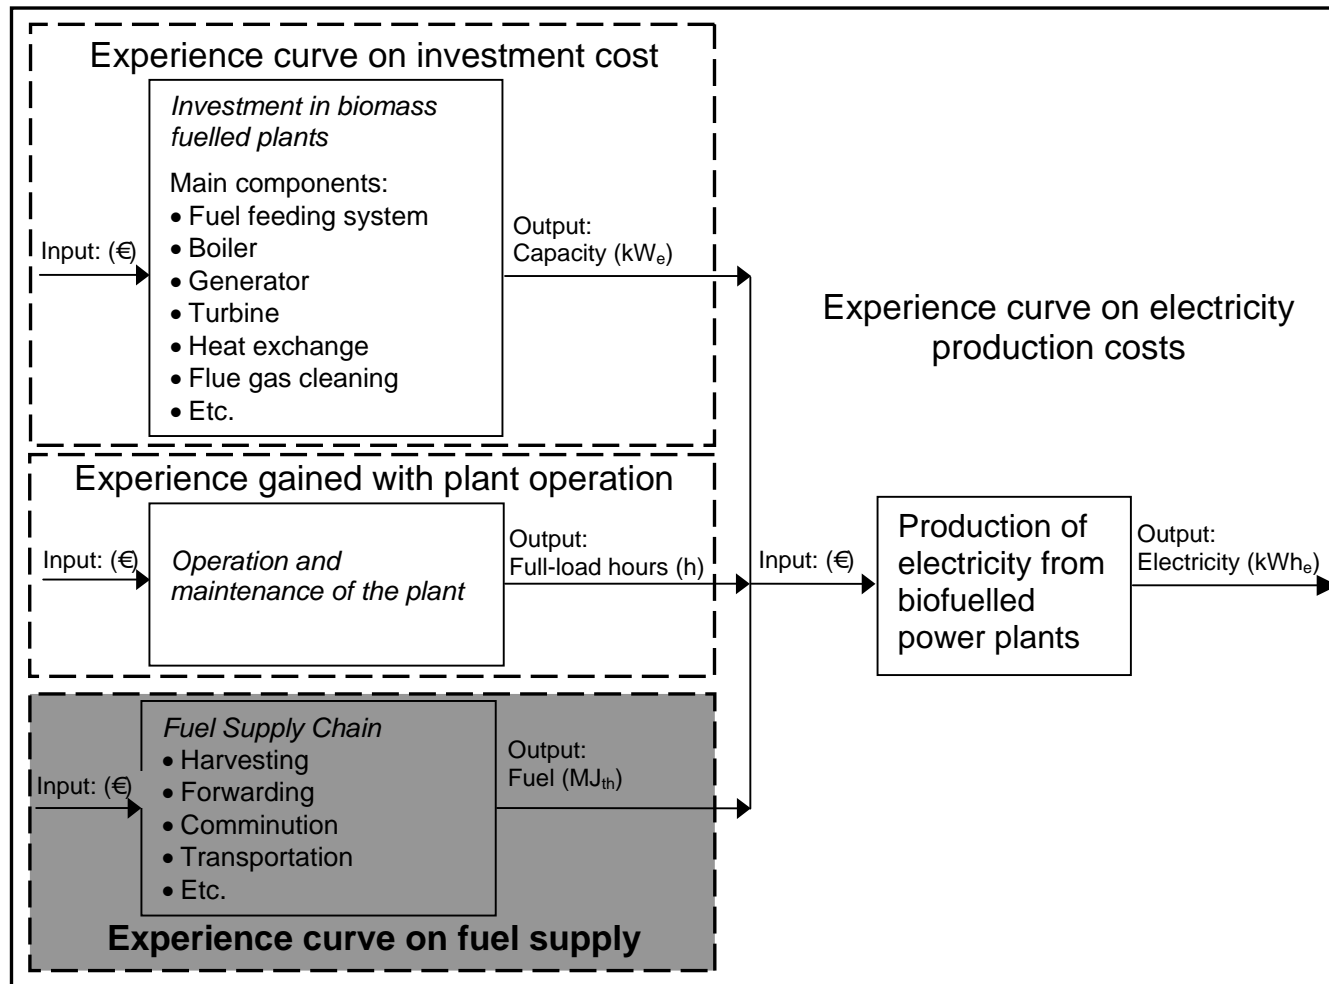 Experience curve on investment cost
Investment in biomass
fuelled plants
Main components:
• Fuel feeding system
• Boiler
• Generator
• Turbine
• Heat exchange
• Flue gas cleaning
• Etc.
Input: (€)
Output:
Capacity (kWe)
Experience curve on electricity
production costs
Experience gained with plant operation
Input: (€)
Operation and
maintenance of the plant
Output:
Full-load hours (h)
Input: (€)
Production of
electricity from
biofuelled
power plants
Output:
Electricity (kWhe)
Fuel Supply Chain
• Harvesting
• Forwarding
• Comminution
• Transportation
• Etc.
Input: (€)
Output:
Fuel (MJth)
Experience curve on fuel supply